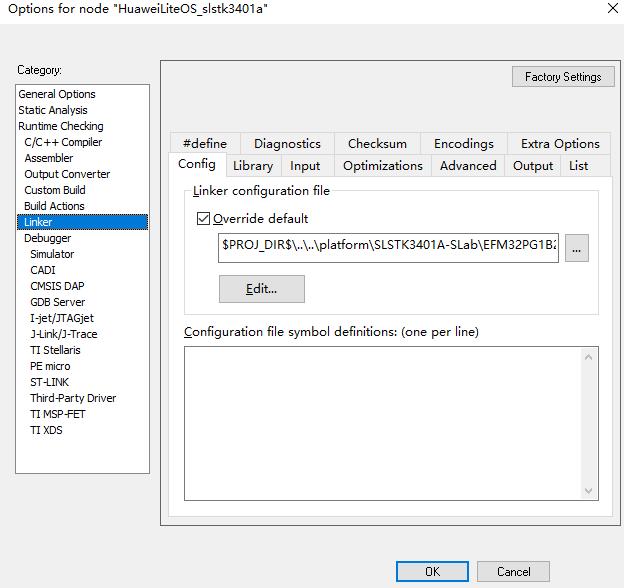 Options for node "HuaweiLiteOS_slstk3401a"
Category:
General Options
Static Analysis
Runtime Checking
C/C++ Compiler
Assembler
Output Converter
Custom Build
Build Actions
Linker
Debugger
Simulator
CADI
CMSIS DAP
GDB Server
I-jet/JTAGjet
J-Link/J-Trace
TI Stellaris
PE micro
ST-LINK
Third-Party Driver
TI MSP-FET
TI XDS
Factory Settings
#define Diagnostics Checksum Encodings Extra Options
Config Library Input Optimizations Advanced Output List
Linker configuration file
Override default
$PROJ_DIR$\..\..\platform\SLSTK3401A-SLab\EFM32PG1B2
...
Edit...
Configuration file symbol definitions: (one per line)
OK Cancel